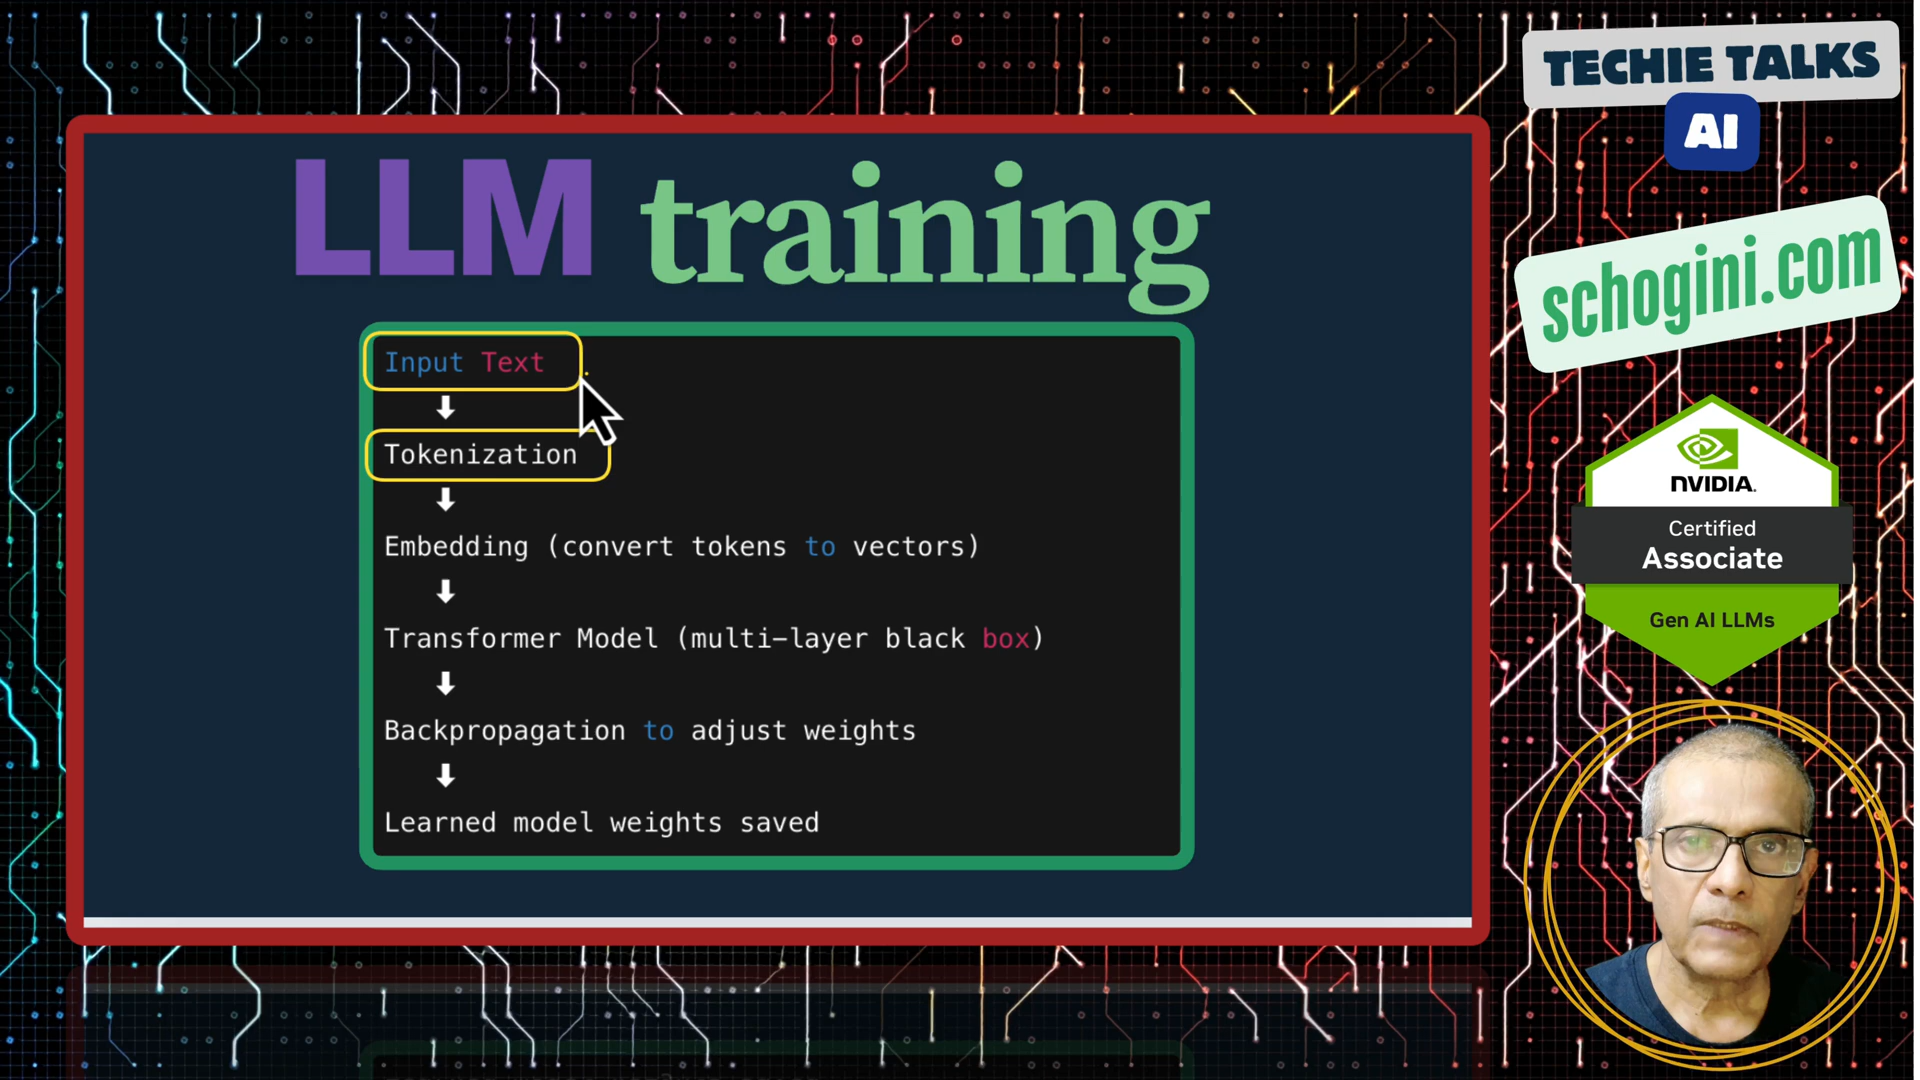 LLM training
Input Text
Tokenization
Embedding (convert tokens to vectors)
Transformer Model (multi-layer black box)
Backpropagation to adjust weights
Learned model weights saved
TECHIE TALKS
AI
schogini.com
NVIDIA.
Certified
Associate
Gen AI LLMs